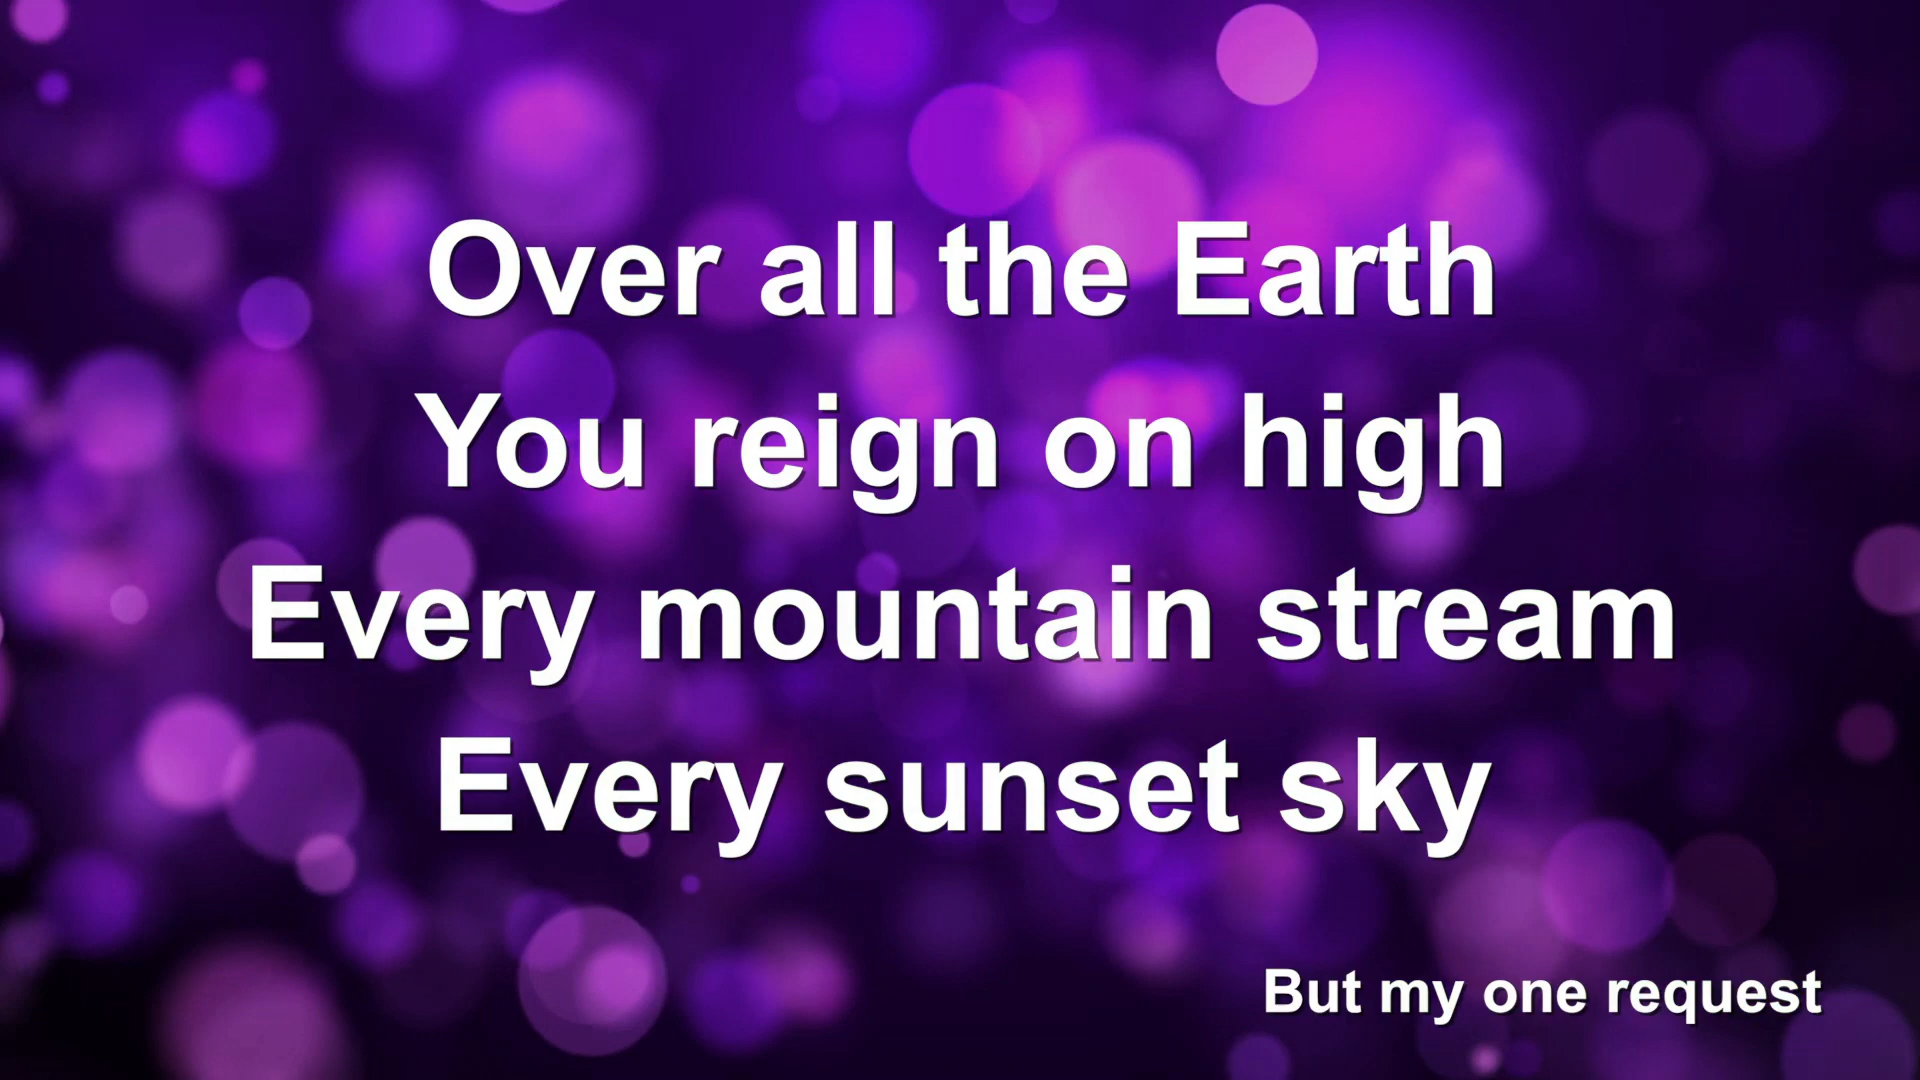 Over all the Earth
You reign on high
Every mountain stream
Every sunset sky
But my one request